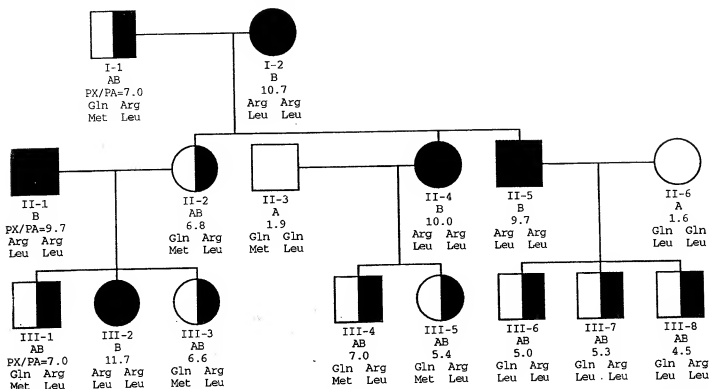 I-1
AB
PX/PA=7.0
Gln Arg
Met Leu
I-2
B
10.7
Arg Arg
Leu Leu
II-1
B
PX/PA=9.7
Arg Arg
Leu Leu
II-2
AB
6.8
Gln Arg
Met Leu
II-3
A
1.9
Gln Gln
Met Leu
II-4
B
10.0
Arg Arg
Leu Leu
II-5
B
9.7
Arg Arg
Leu Leu
II-6
A
1.6
Gln Gln
Leu Leu
III-1
AB
PX/PA=7.0
Gln Arg
Met Leu
III-2
B
11.7
Arg Arg
Leu Leu
III-3
AB
6.6
Gln Arg
Met Leu
III-4
AB
7.0
Gln Arg
Leu Leu
III-5
AB
5.4
Gln Arg
Met Leu
III-6
AB
5.0
Gln Arg
Leu Leu
III-7
AB
5.3
Gln Arg
Leu Leu
III-8
AB
4.5
Gln Arg
Leu Leu